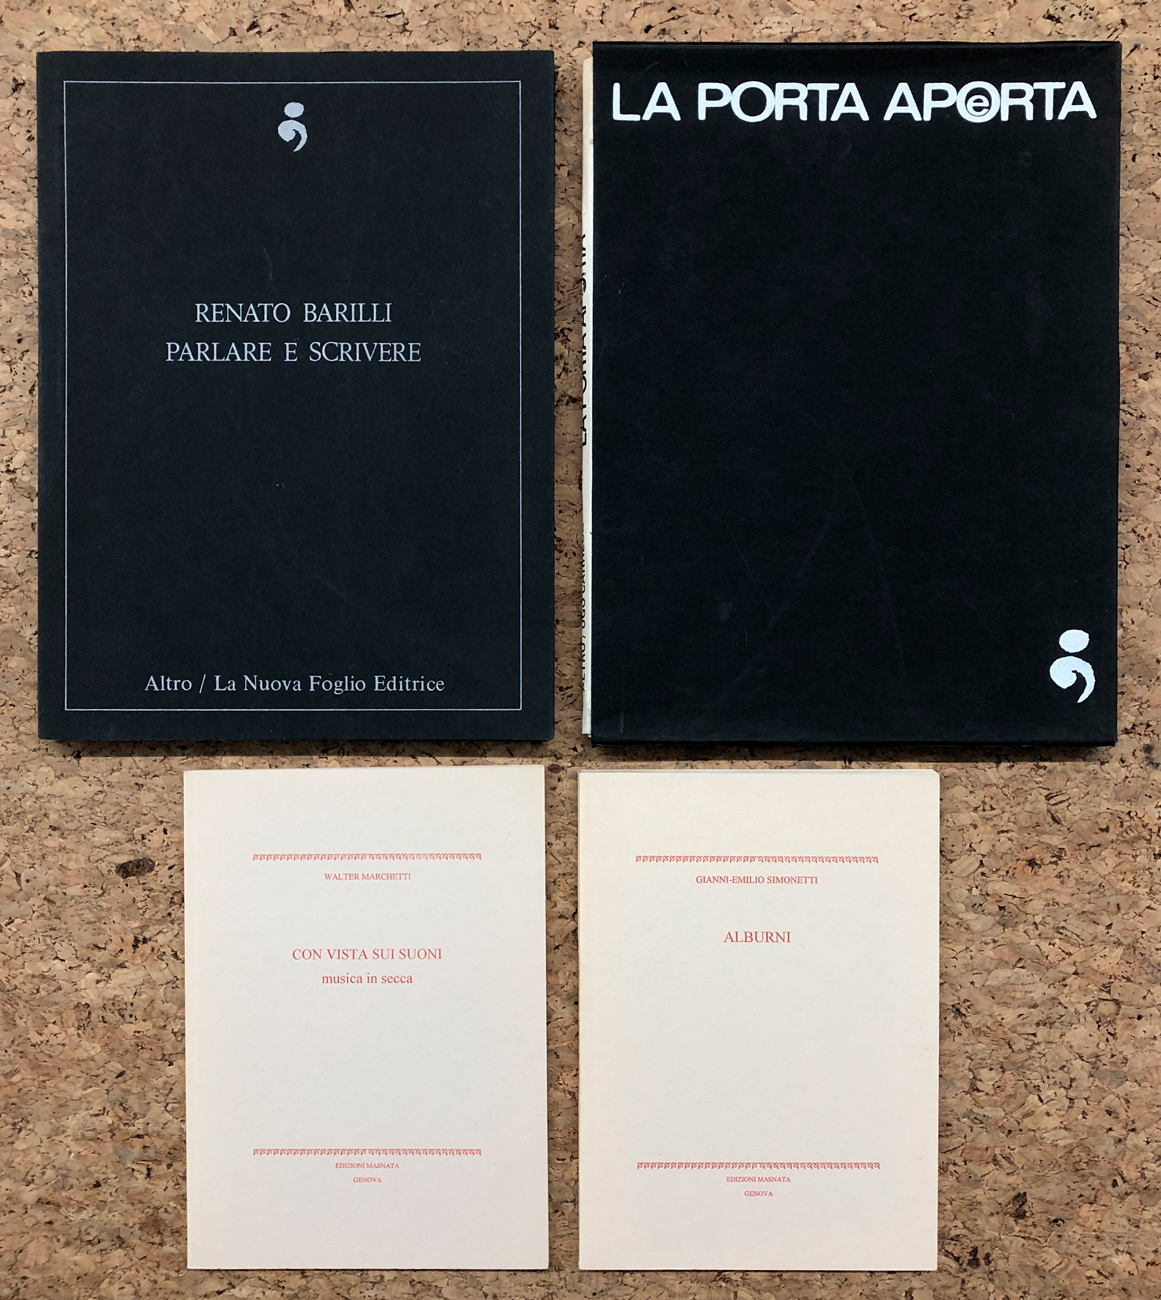 RENATO BARILLI
PARLARE E SCRIVERE
Altro / La Nuova Foglio Editrice
LA PORTA APeRTA
WALTER MARCHETTI
CON VISTA SUI SUONI
musica in secca
EDIZIONI MASNATA
GENOVA
GIANNI-EMILIO SIMONETTI
ALBURNI
EDIZIONI MASNATA
GENOVA